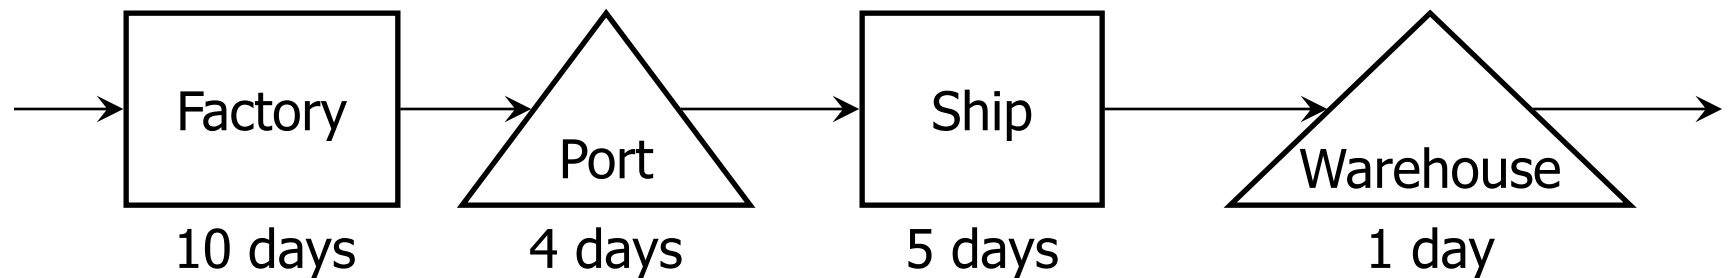 Factory
Port
Ship
Warehouse
10 days
4 days
5 days
1 day